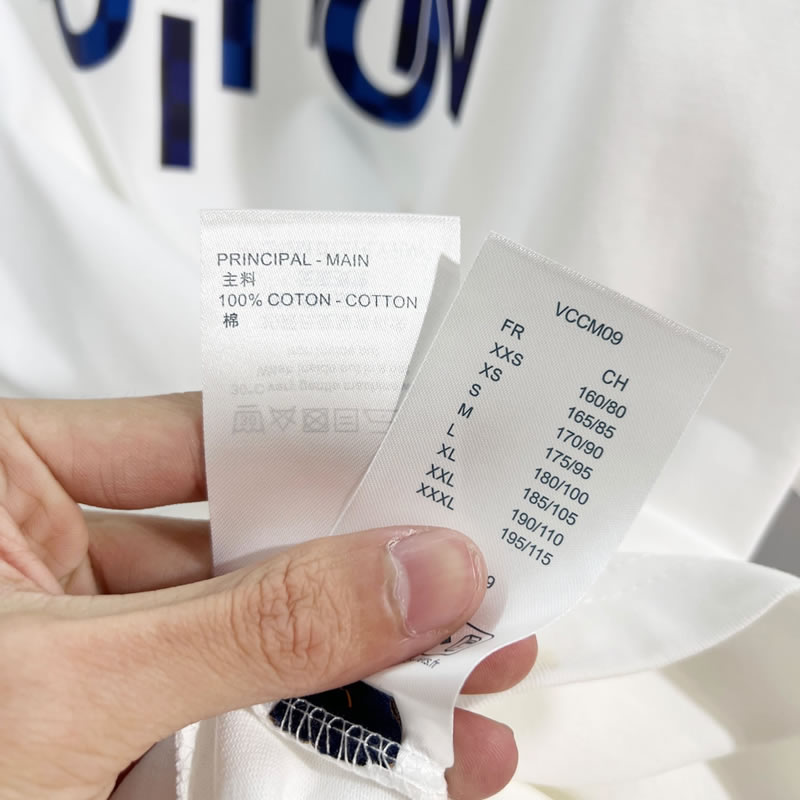 PRINCIPAL - MAIN
主料
100% COTON - COTTON
棉
VCCM09
FR CH
XXS 160/80
XS 165/85
S 170/90
M 175/95
L 180/100
XL 185/105
XXL 190/110
XXXL 195/115